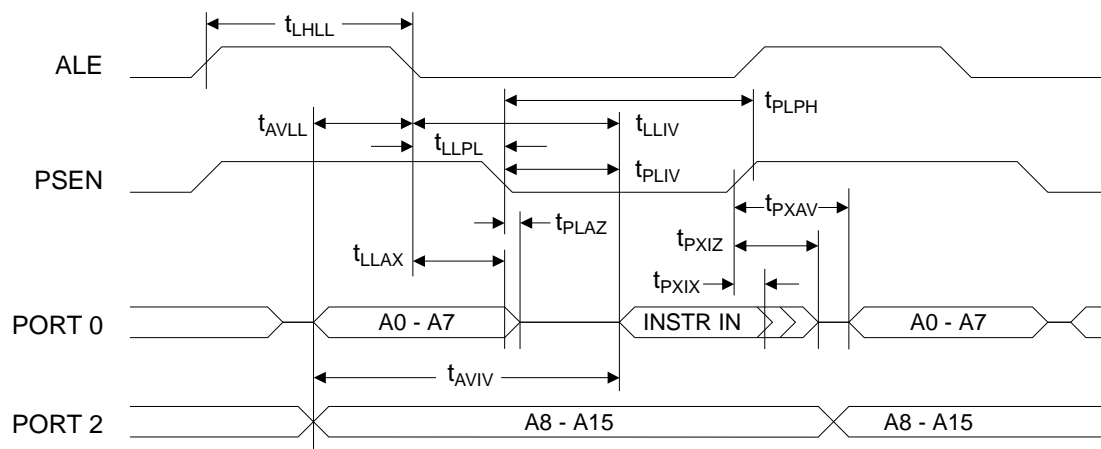 tLHLL
ALE
tPLPH
tAVLL
tLLIV
tLLPL
PSEN
tPLIV
tPXAV
tPLAZ
tPXIZ
tLLAX
tPXIX
PORT 0
A0 - A7
INSTR IN
A0 - A7
tAVIV
PORT 2
A8 - A15
A8 - A15